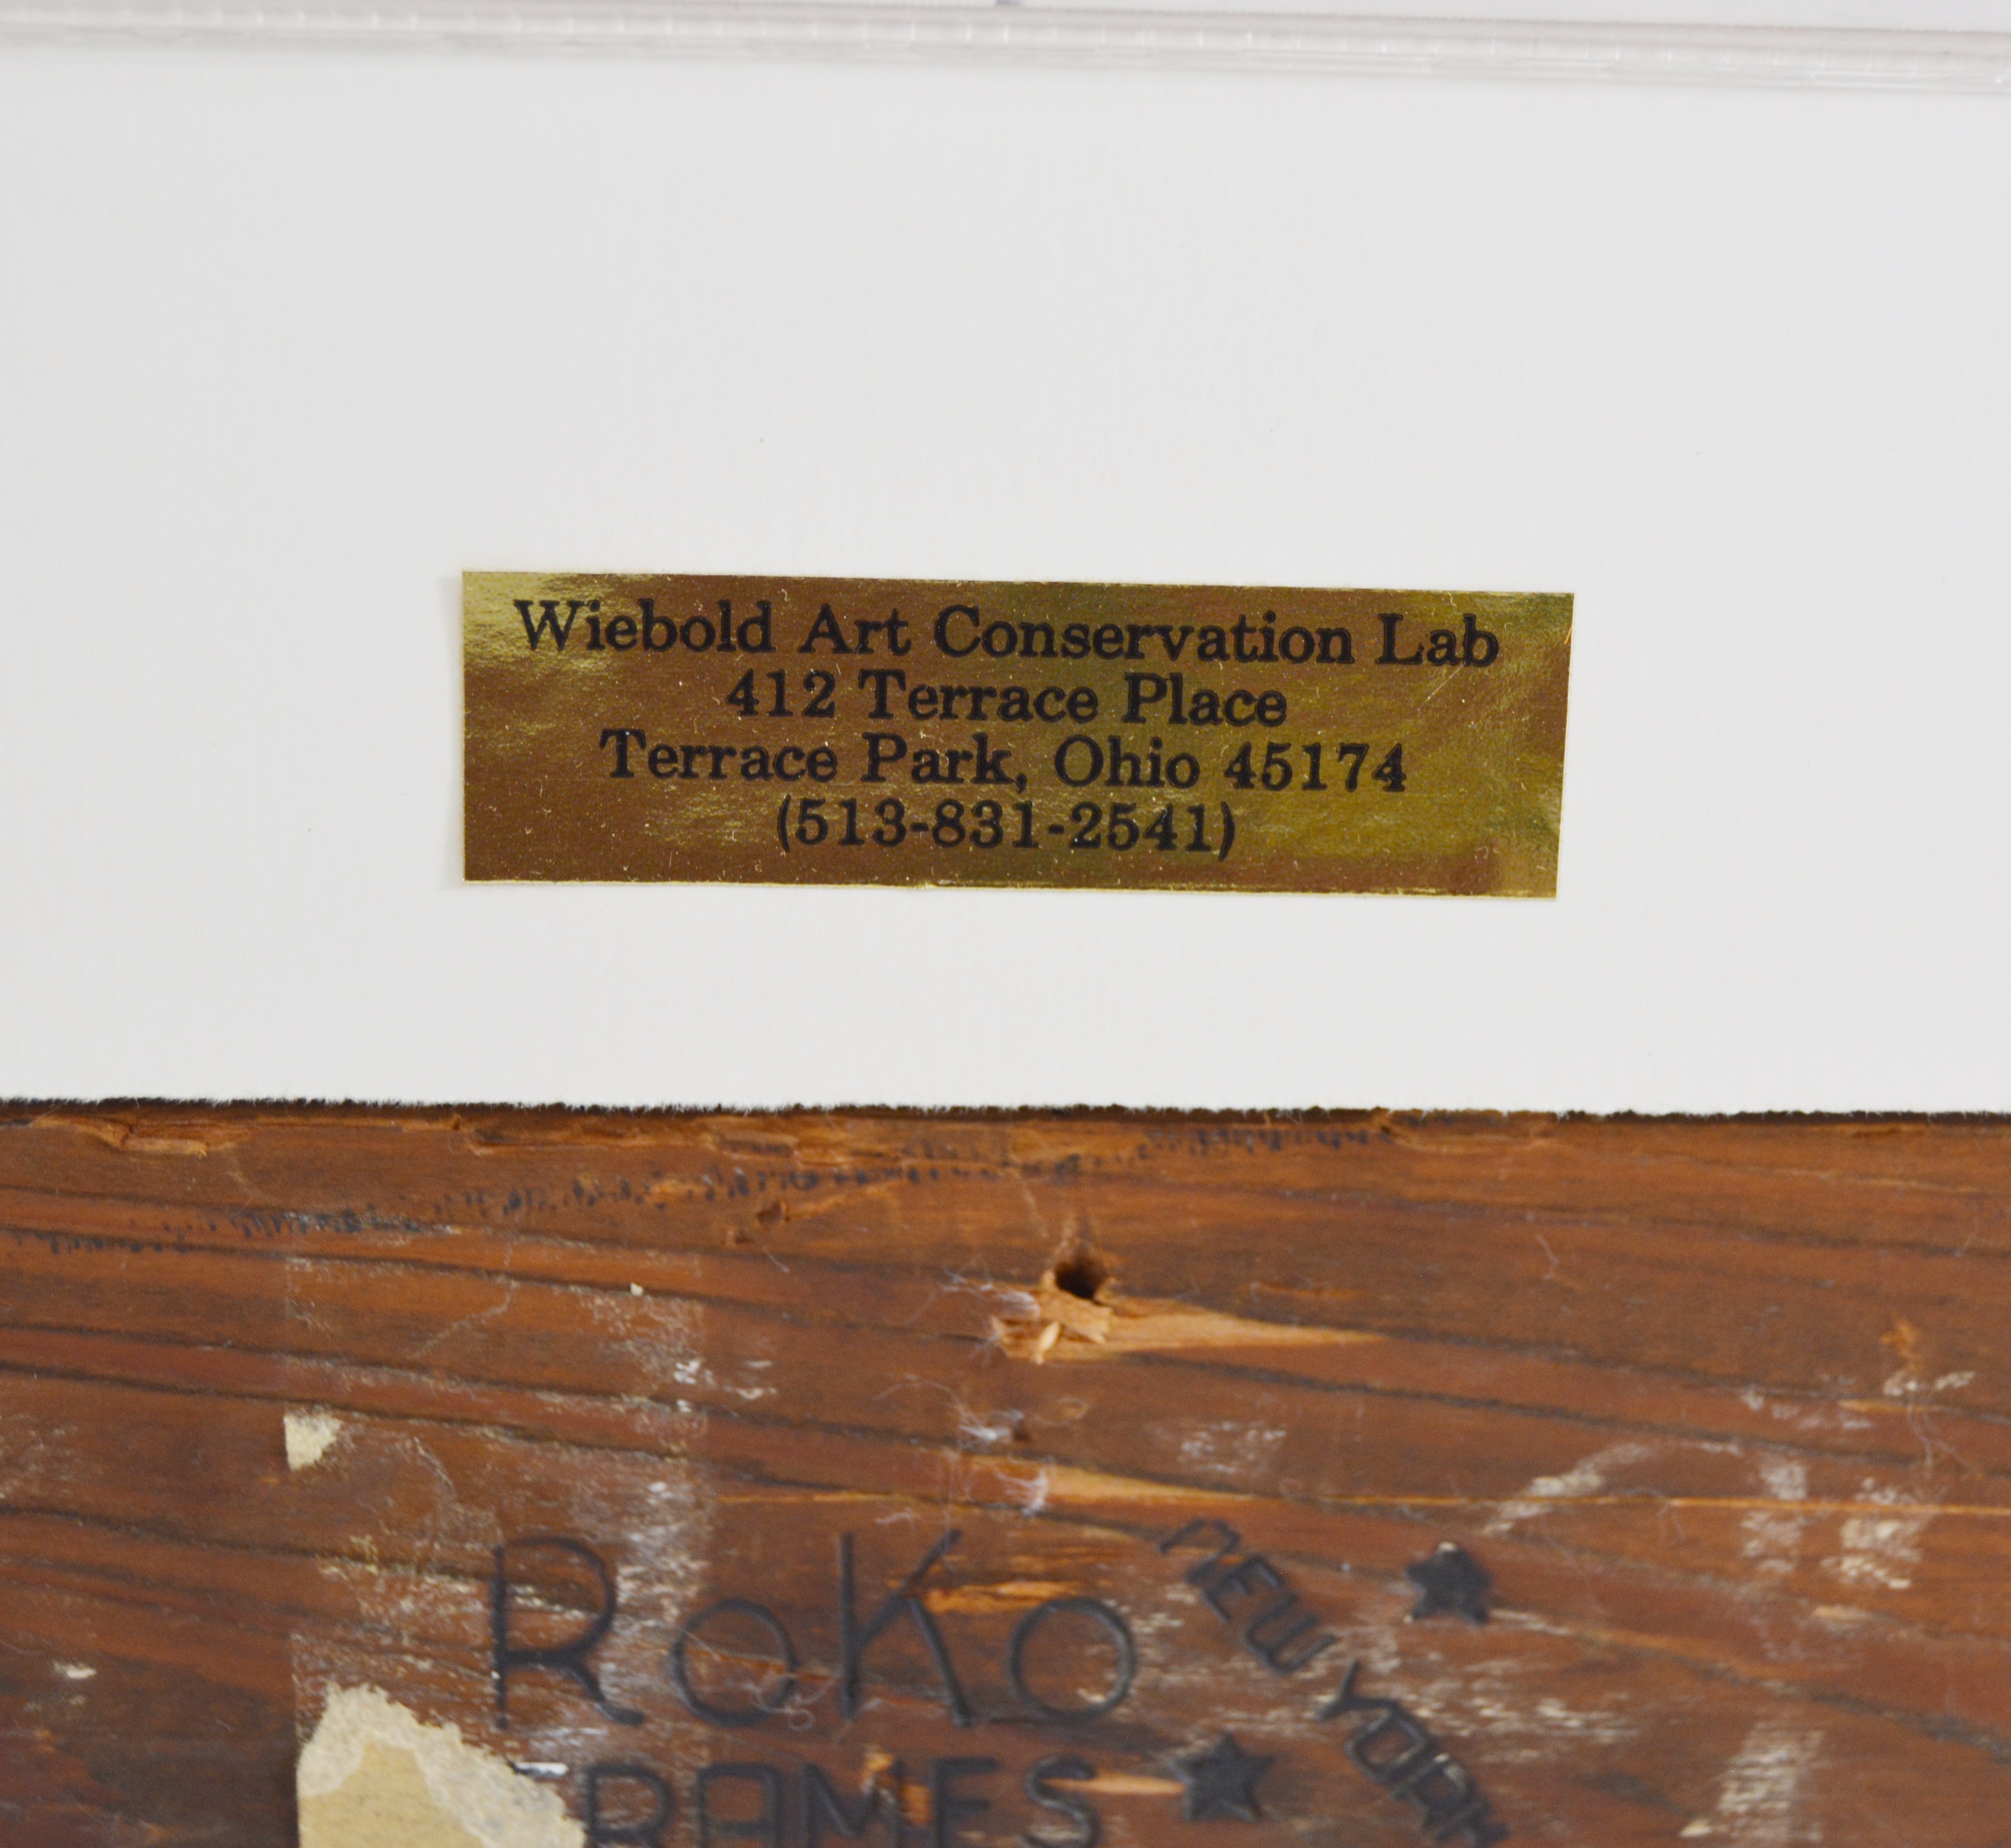 Wiebold Art Conservation Lab
412 Terrace Place
Terrace Park, Ohio 45174
(513-831-2541)
RoKo
NEW YORK
RAMES